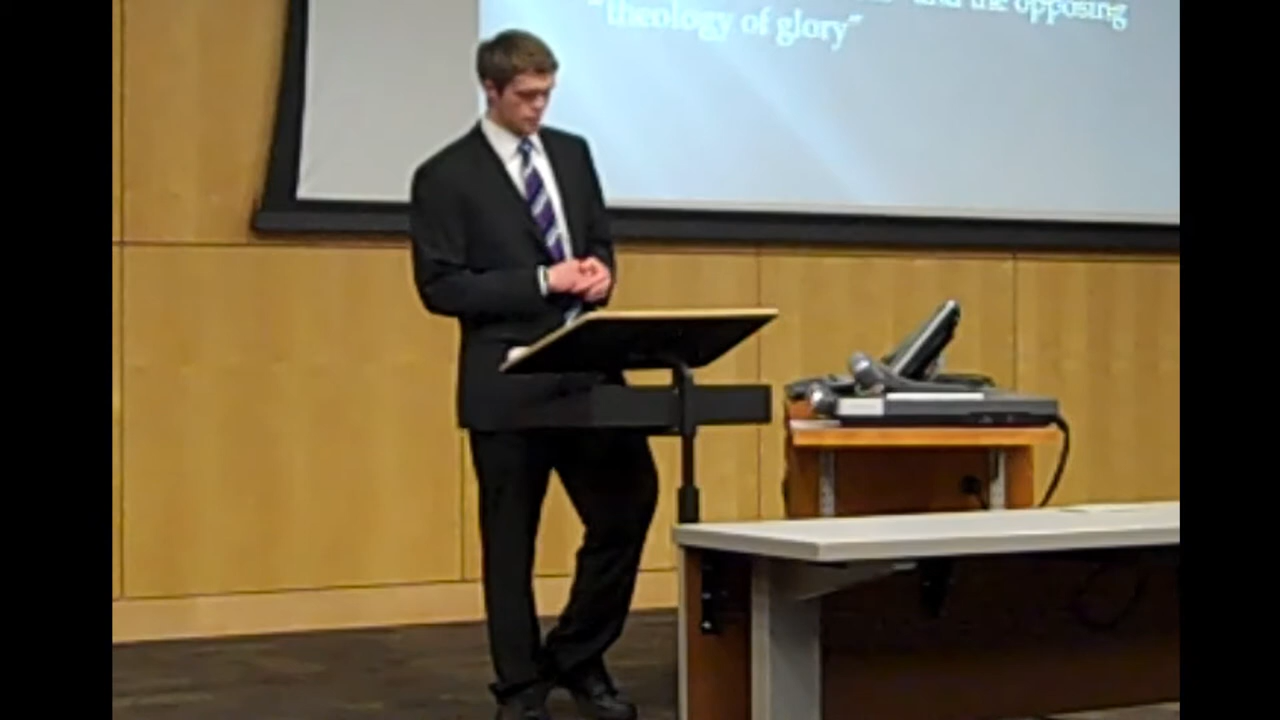 and the opposing
"theology of glory"